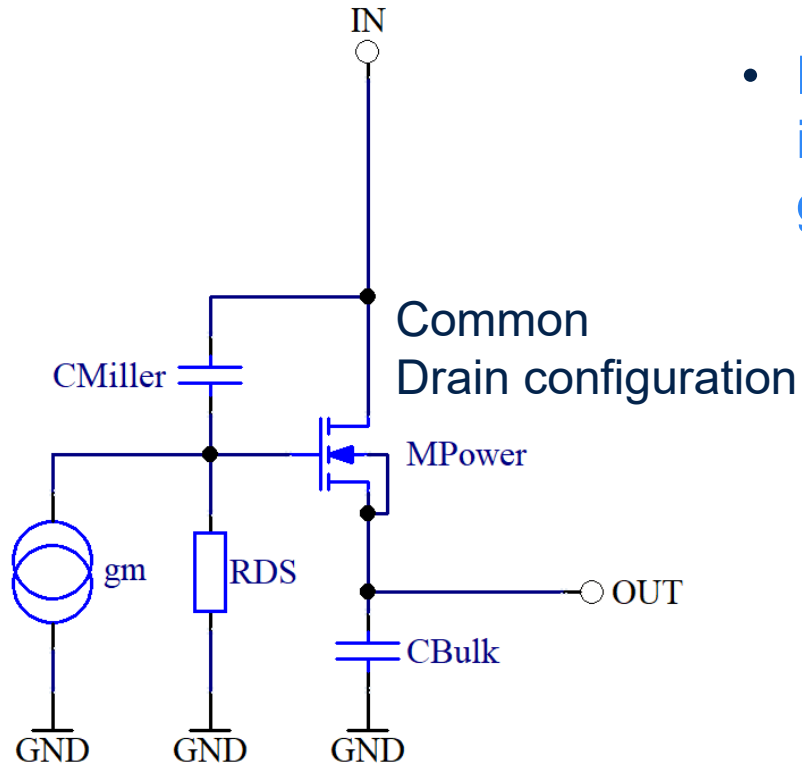 IN
•
Common
Drain configuration
CMiller
MPower
gm
RDS
OUT
CBulk
GND
GND
GND